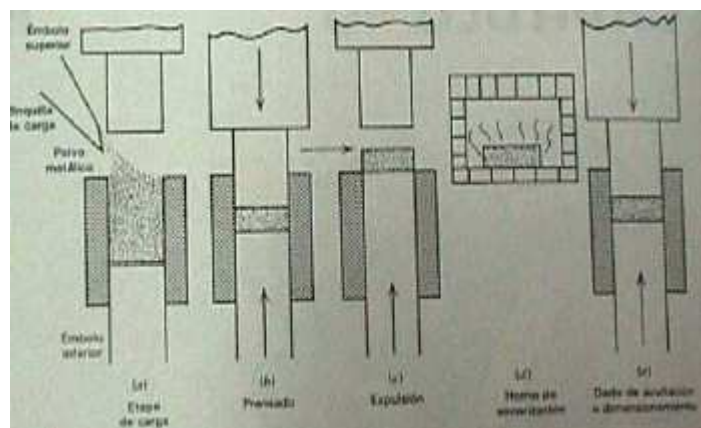 Émbolo
superior
de carga
Polvo
metálico
Émbolo
inferior
(a)
Etapa
de carga
(b)
Prensado
(c)
Expulsión
(d)
Horno de
sinterización
(e)
Dado de acuñación
o dimensionamiento